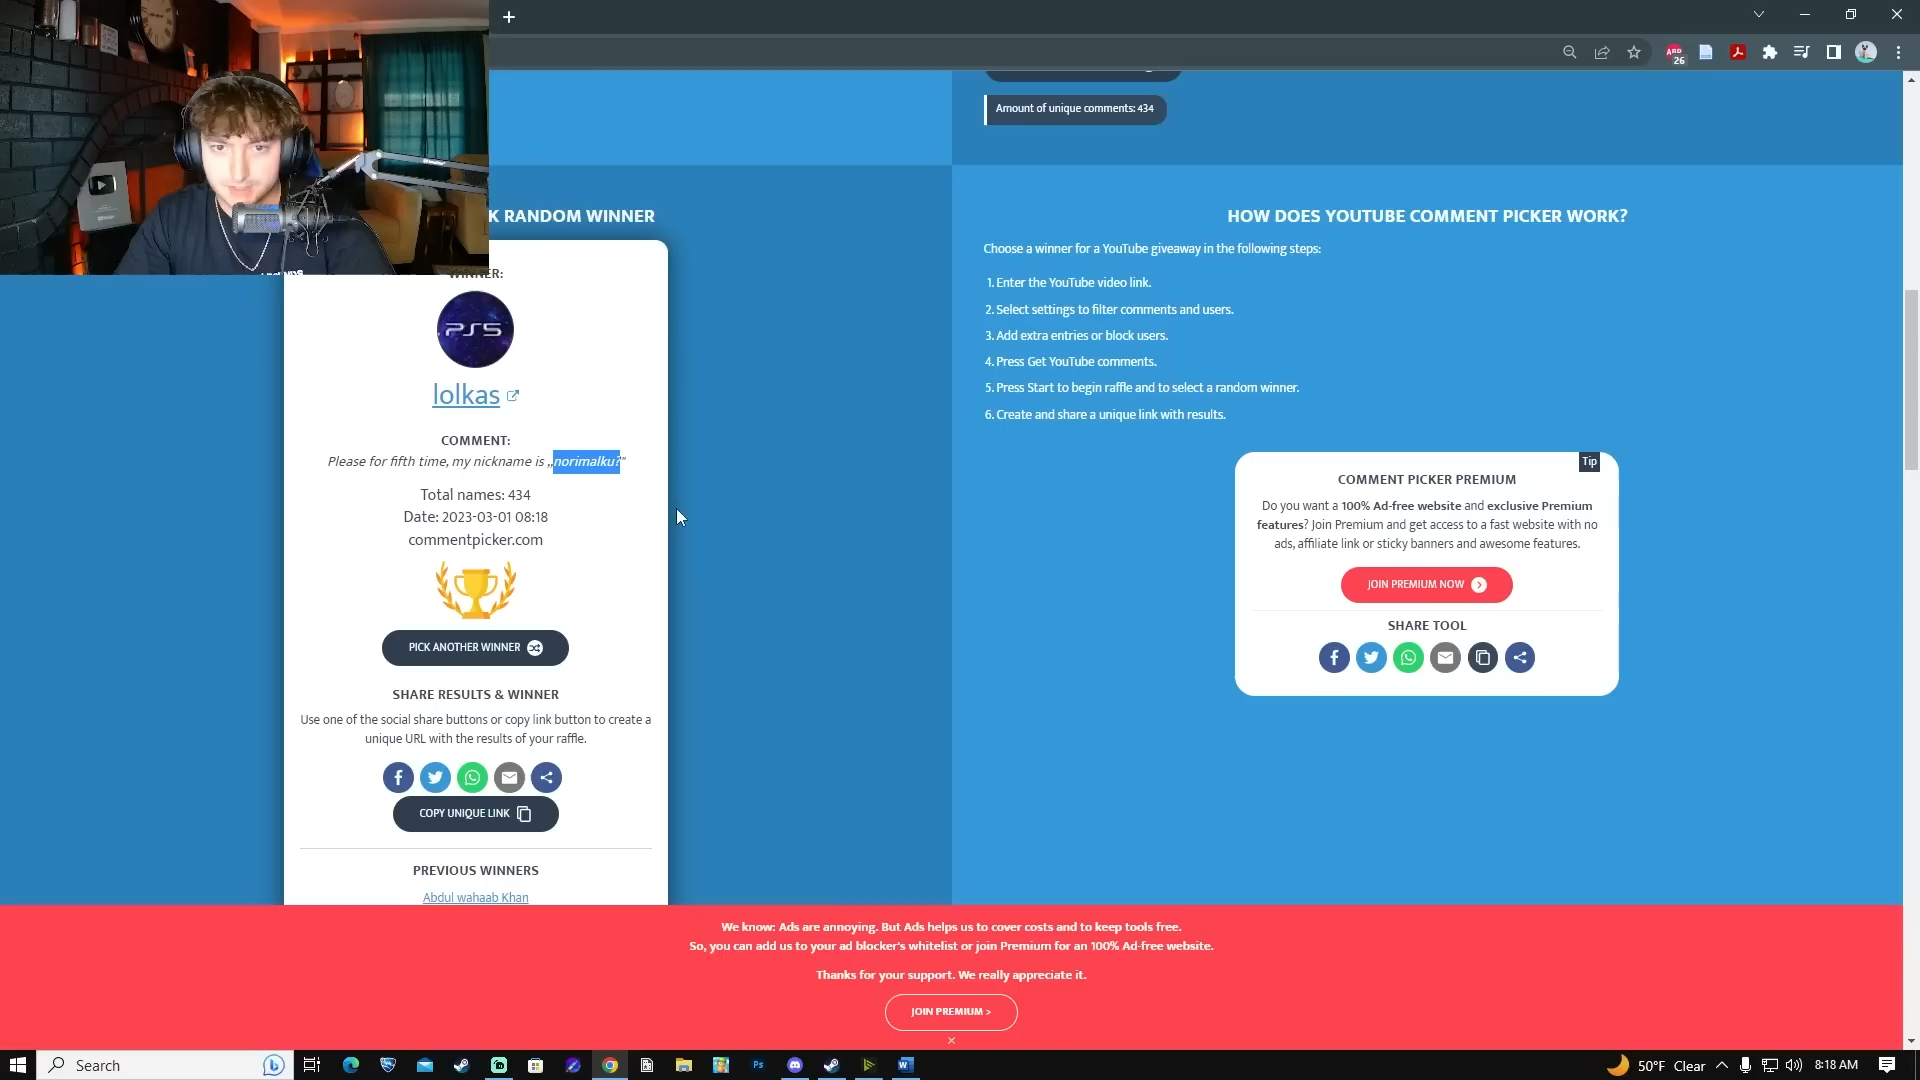 26
Amount of unique comments: 434
K RANDOM WINNER
WINNER:
PS5
lolkas
COMMENT:
Please for fifth time, my nickname is „norimalku?"
Total names: 434
Date: 2023-03-01 08:18
commentpicker.com
PICK ANOTHER WINNER
SHARE RESULTS & WINNER
Use one of the social share buttons or copy link button to create a
unique URL with the results of your raffle.
COPY UNIQUE LINK
PREVIOUS WINNERS
Abdul wahaab Khan
HOW DOES YOUTUBE COMMENT PICKER WORK?
Choose a winner for a YouTube giveaway in the following steps:
1. Enter the YouTube video link.
2. Select settings to filter comments and users.
3. Add extra entries or block users.
4. Press Get YouTube comments.
5. Press Start to begin raffle and to select a random winner.
6. Create and share a unique link with results.
Tip
COMMENT PICKER PREMIUM
Do you want a 100% Ad-free website and exclusive Premium
features? Join Premium and get access to a fast website with no
ads, affiliate link or sticky banners and awesome features.
JOIN PREMIUM NOW
SHARE TOOL
We know: Ads are annoying. But Ads helps us to cover costs and to keep tools free.
So, you can add us to your ad blocker's whitelist or join Premium for an 100% Ad-free website.
Thanks for your support. We really appreciate it.
JOIN PREMIUM >
Search
Ps
50°F Clear
8:18 AM